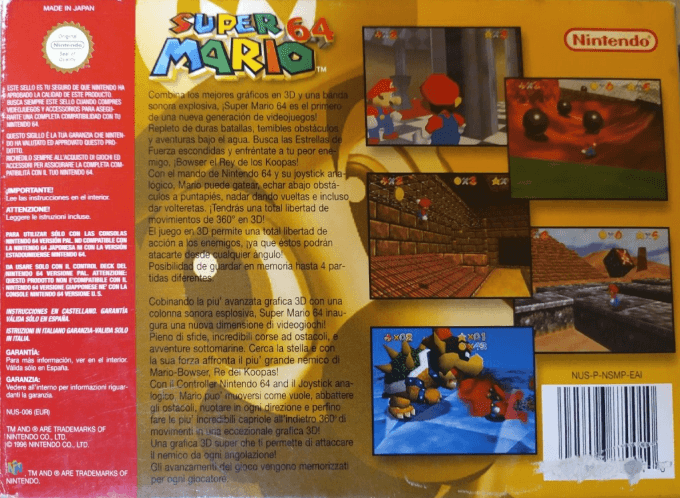 MADE IN JAPAN
Original
Nintendo
Seal of
Quality
ESTE SELLO ES TU SEGURO DE QUE NINTENDO HA
APROBADO LA CALIDAD DE ESTE PRODUCTO.
BUSCA SIEMPRE ESTE SELLO CUANDO COMPRES
VIDEOJUEGOS Y ACCESORIOS PARA ASEGU-
RARTE UNA COMPLETA COMPATIBILIDAD CON TU
NINTENDO 64.
QUESTO SIGILLO È LA TUA GARANZIA CHE NINTEN-
DO HA VALUTATO ED APPROVATO QUESTO PRO-
DOTTO.
RICHIEDILO SEMPRE ALL'ACQUISTO DI GIOCHI ED
ACCESSORI PER ASSICURARE LA COMPLETA COM-
PATIBILITÀ CON IL TUO NINTENDO 64.
¡IMPORTANTE!
Lee las instrucciones en el interior.
ATTENZIONE!
Leggere le istruzioni incluse.
PARA UTILIZAR SÓLO CON LAS CONSOLAS
NINTENDO 64 VERSIÓN PAL. NO COMPATIBLE CON
LA NINTENDO 64 JAPONESA NI CON LA VERSIÓN
ESTADOUNIDENSE NINTENDO 64.
DA USARE SOLO CON IL CONTROL DECK DEL
NINTENDO 64 VERSIONE PAL. ATTENZIONE:
QUESTO PRODOTTO NON E'COMPATIBILE CON IL
NINTENDO 64 VERSIONE GIAPPONESE NE' CON LA
CONSOLE NINTENDO 64 VERSIONE U.S.
INSTRUCCIONES EN CASTELLANO. GARANTÍA
VÁLIDA SÓLO EN ESPAÑA.
ISTRUZIONI IN ITALIANO GARANZIA-VALIDA SOLO
IN ITALIA.
GARANTÍA:
Para más información, ver en el interior.
Válida sólo en España.
GARANZIA:
Vedere all'interno per informazioni riguar-
danti la garanzia.
NUS-006 (EUR)
TM AND ® ARE TRADEMARKS OF
NINTENDO CO., LTD.
© 1996 NINTENDO CO., LTD.
TM AND ® ARE TRADEMARKS OF
NINTENDO.
SUPER
MARIO 64
TM
Combina los mejores gráficos en 3D y una banda
sonora explosiva, ¡Super Mario 64 es el primero
de una nueva generación de videojuegos!
Repleto de duras batallas, temibles obstáculos
y aventuras bajo el agua. Busca las Estrellas de
Fuerza escondidas y enfréntate a tu peor ene-
migo. ¡Bowser el Rey de los Koopas!
Con el mando de Nintendo 64 y su joystick ana-
lógico, Mario puede gatear, echar abajo obstá-
culos a puntapiés, nadar dando vueltas e incluso
dar volteretas. ¡Tendrás una total libertad de
movimientos de 360° en 3D!
El juego en 3D permite una total libertad de
acción a los enemigos, ¡ya que éstos podrán
atacarte desde cualquier ángulo!
Posibilidad de guardar en memoria hasta 4 par-
tidas diferentes.
Cobinando la piu' avanzata grafica 3D con una
colonna sonora esplosiva, Super Mario 64 inau-
gura una nuova dimensione di videogiochi!
Pieno di sfide, incredibili corse ad ostacoli, e
avventure sottomarine. Cerca la stella e con
la sua forza affronta il piu' grande nemico di
Mario-Bowser, Re dei Koopas!
Con il Controller Nintendo 64 and il Joystick ana-
logico. Mario puo' muoversi come vuole, abbattere
gli ostacoli, nuotare in ogni direzione e perfino
fare le piu' incredibili capriole all'indietro 360° di
movimenti in una eccezionale grafica 3D!
Una grafica 3D super che ti permette di attaccare
il nemico da ogni angolazione!
Gli avanzamenti del gioco vengono memorizzati
per ogni giocatore.
Nintendo
NUS-P-NSMP-EAI